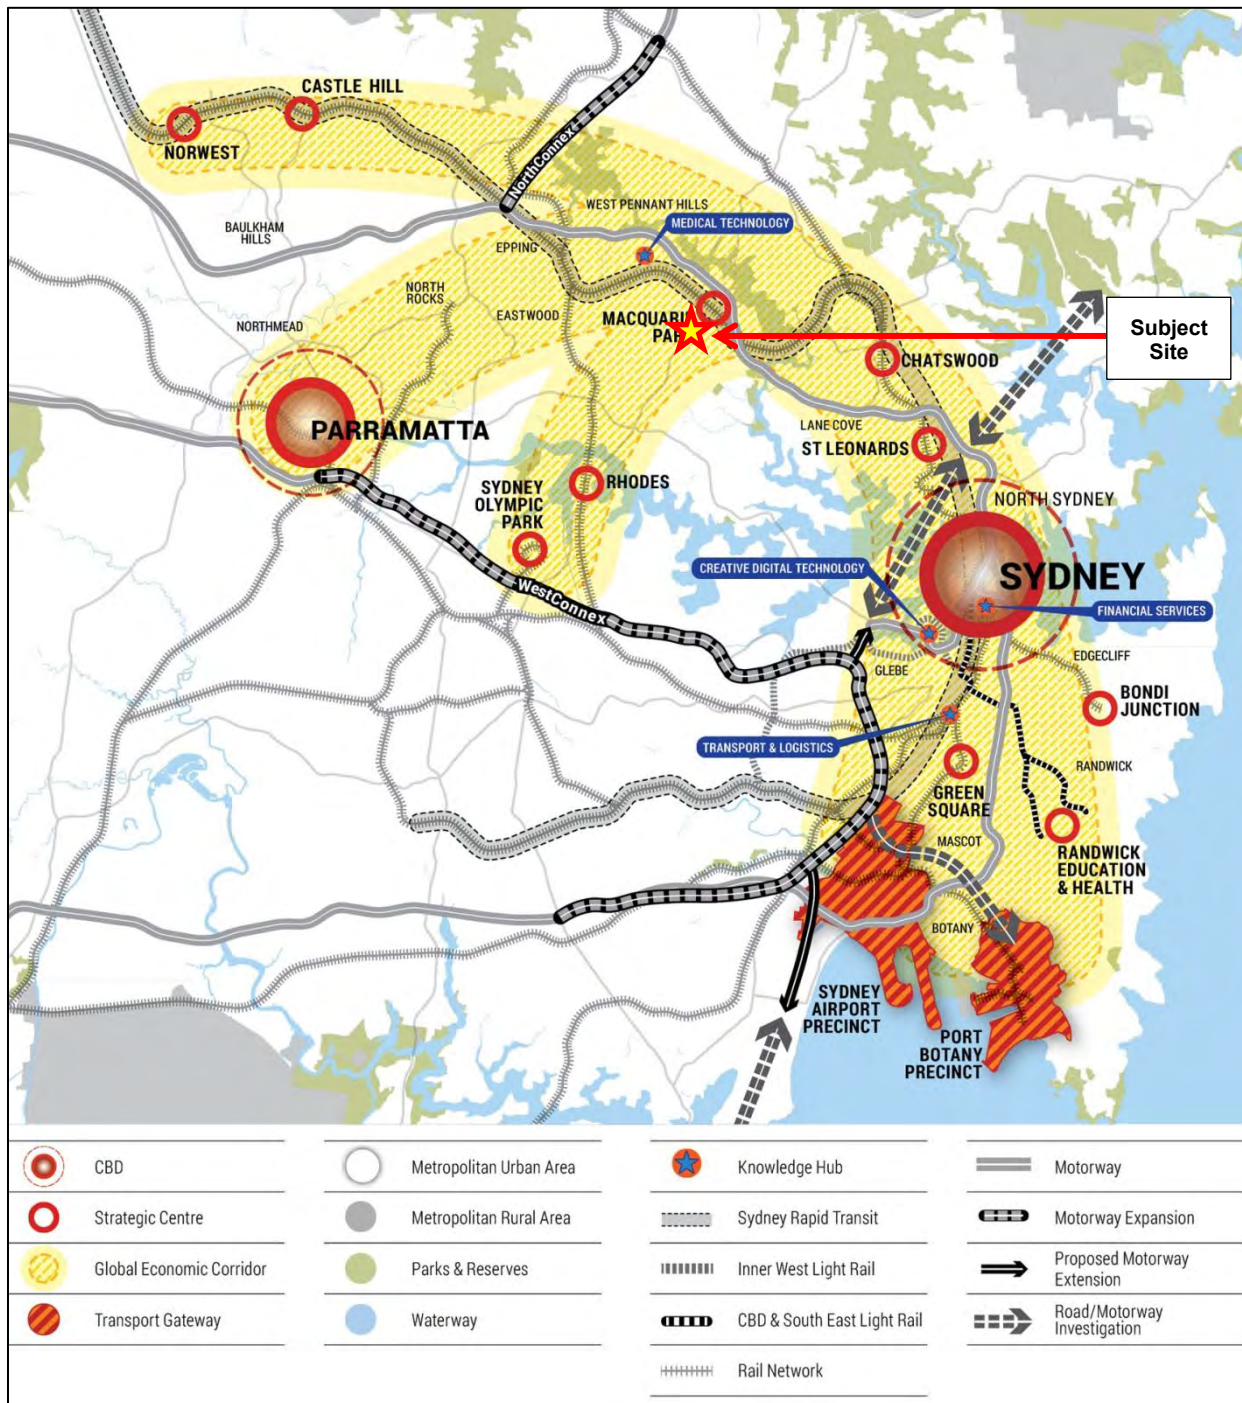 CASTLE HILL
NORWEST
NorthConnex
WEST PENNANT HILLS
MEDICAL TECHNOLOGY
BAULKHAM
HILLS
EPPING
NORTH
ROCKS
EASTWOOD
NORTHMEAD
MACQUARIE
PARK
Subject
Site
CHATSWOOD
PARRAMATTA
LANE COVE
ST LEONARDS
SYDNEY
OLYMPIC
PARK
RHODES
NORTH SYDNEY
CREATIVE DIGITAL TECHNOLOGY
SYDNEY
WestConnex
FINANCIAL SERVICES
GLEBE
EDGECLIFF
BONDI
JUNCTION
TRANSPORT & LOGISTICS
RANDWICK
GREEN
SQUARE
MASCOT
RANDWICK
EDUCATION
& HEALTH
BOTANY
SYDNEY
AIRPORT
PRECINCT
PORT
BOTANY
PRECINCT
CBD
Strategic Centre
Global Economic Corridor
Transport Gateway
Metropolitan Urban Area
Metropolitan Rural Area
Parks & Reserves
Waterway
Knowledge Hub
Sydney Rapid Transit
Inner West Light Rail
CBD & South East Light Rail
Rail Network
Motorway
Motorway Expansion
Proposed Motorway
Extension
Road/Motorway
Investigation